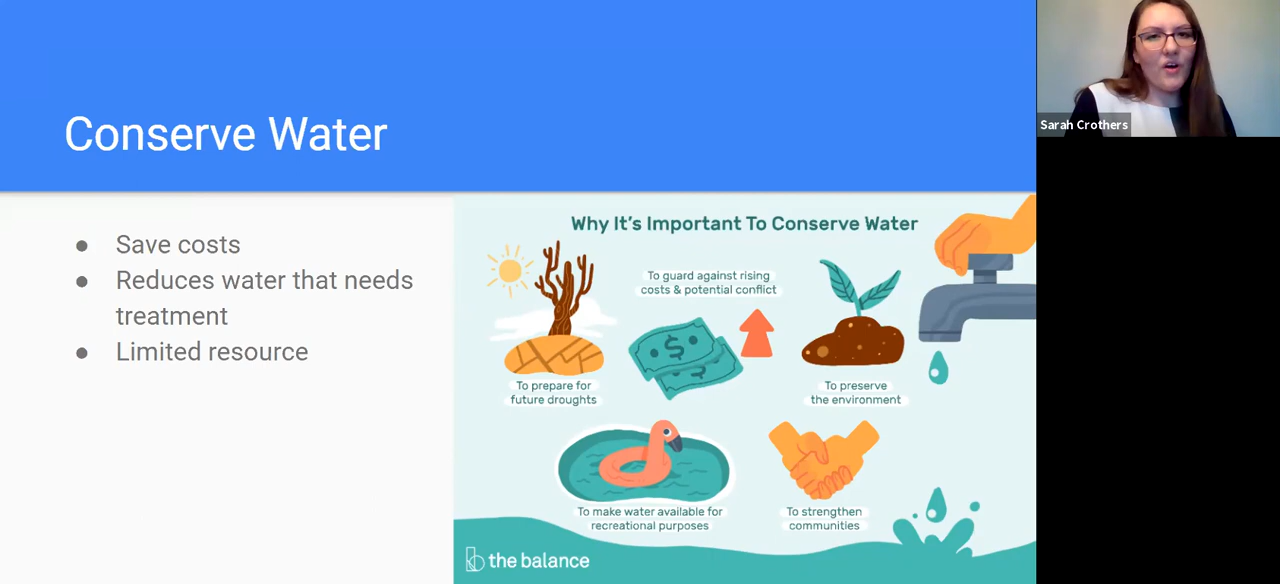 Conserve Water
Save costs
Reduces water that needs
treatment
Limited resource
Why It's Important To Conserve Water
To guard against rising
costs & potential conflict
To prepare for
future droughts
To preserve
the environment
To make water available for
recreational purposes
To strengthen
communities
the balance
Sarah Crothers